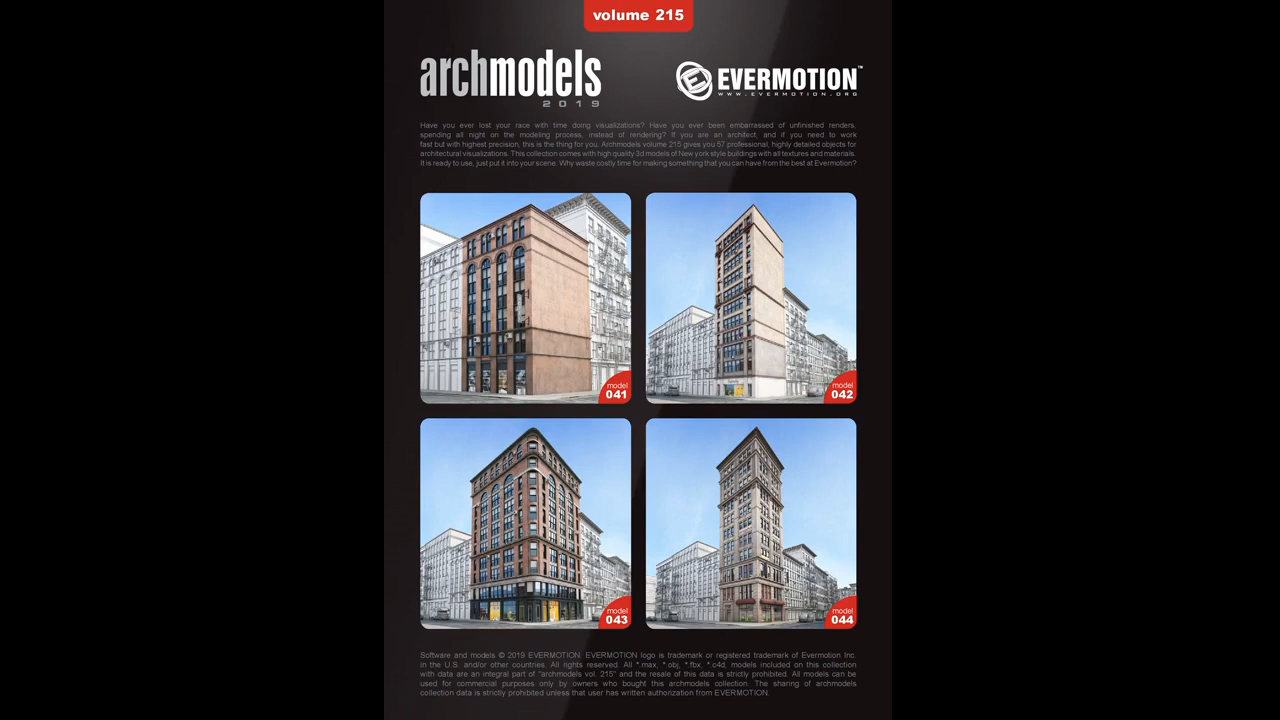 volume 215
archmodels
2019
EVERMOTION™
WWW.EVERMOTION.ORG
Have you ever lost your race with time doing visualizations? Have you ever been embarrassed of unfinished renders,
spending all night on the modeling process, instead of rendering? If you are an architect, and if you need to work
fast but with highest precision, this is the thing for you. Archmodels volume 215 gives you 57 professional, highly detailed objects for
architectural visualizations. This collection comes with high quality 3d models of New york style buildings with all textures and materials.
It is ready to use, just put it into your scene. Why waste costly time for making something that you can have from the best at Evermotion?
model
041
model
042
model
043
model
044
Software and models © 2019 EVERMOTION. EVERMOTION logo is trademark or registered trademark of Evermotion Inc.
in the U.S. and/or other countries. All rights reserved. All *.max, *.obj, *.fbx, *.c4d, models included on this collection
with data are an integral part of "archmodels vol. 215" and the resale of this data is strictly prohibited. All models can be
used for commercial purposes only by owners who bought this archmodels collection. The sharing of archmodels
collection data is strictly prohibited unless that user has written authorization from EVERMOTION.